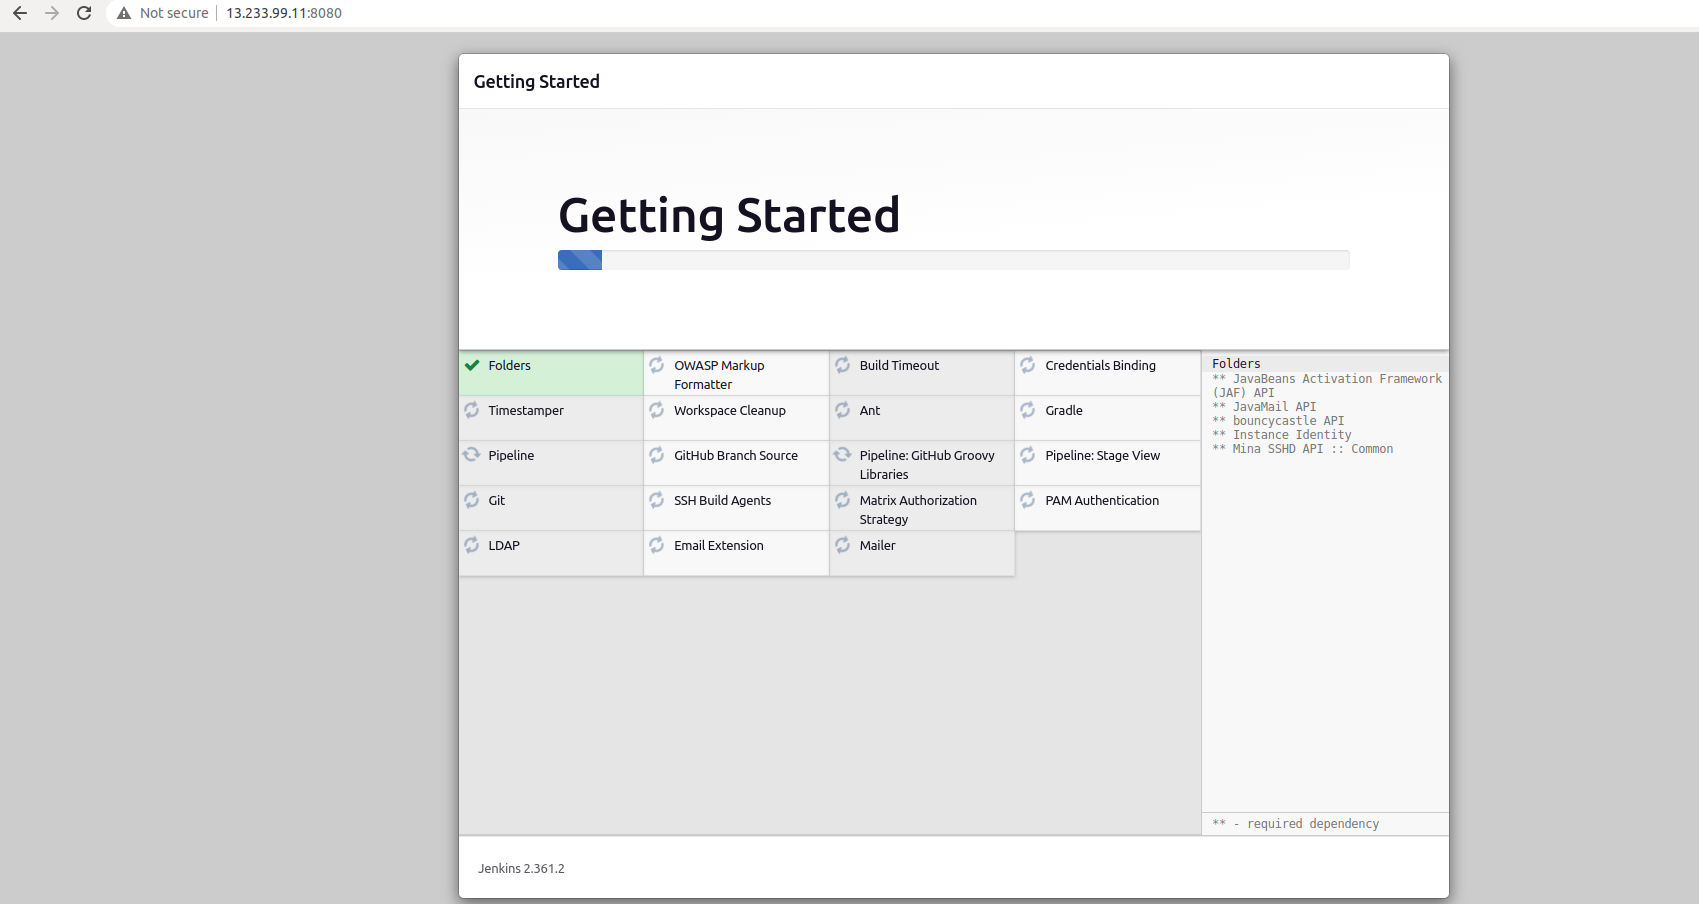 Not secure
13.233.99.11:8080
Getting Started
Getting Started
Folders
OWASP Markup
Formatter
Build Timeout
Credentials Binding
Timestamper
Workspace Cleanup
Ant
Gradle
Pipeline
GitHub Branch Source
Pipeline: GitHub Groovy
Libraries
Pipeline: Stage View
Git
SSH Build Agents
Matrix Authorization
Strategy
PAM Authentication
LDAP
Email Extension
Mailer
Folders
** JavaBeans Activation Framework
(JAF) API
** JavaMail API
** bouncycastle API
** Instance Identity
** Mina SSHD API :: Common
** - required dependency
Jenkins 2.361.2